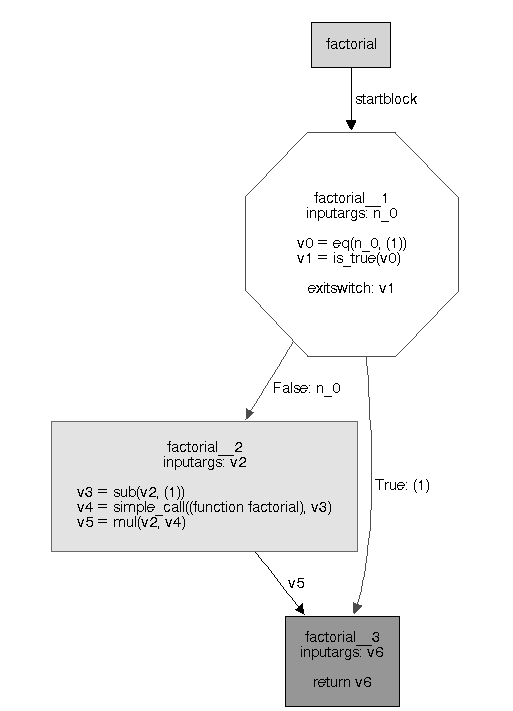 factorial
startblock
factorial__1
inputargs: n_0
v0 = eq(n_0, (1))
v1 = is_true(v0)
exitswitch: v1
False: n_0
factorial__2
inputargs: v2
v3 = sub(v2, (1))
v4 = simple_call((function factorial), v3)
v5 = mul(v2, v4)
True: (1)
v5
factorial__3
inputargs: v6
return v6